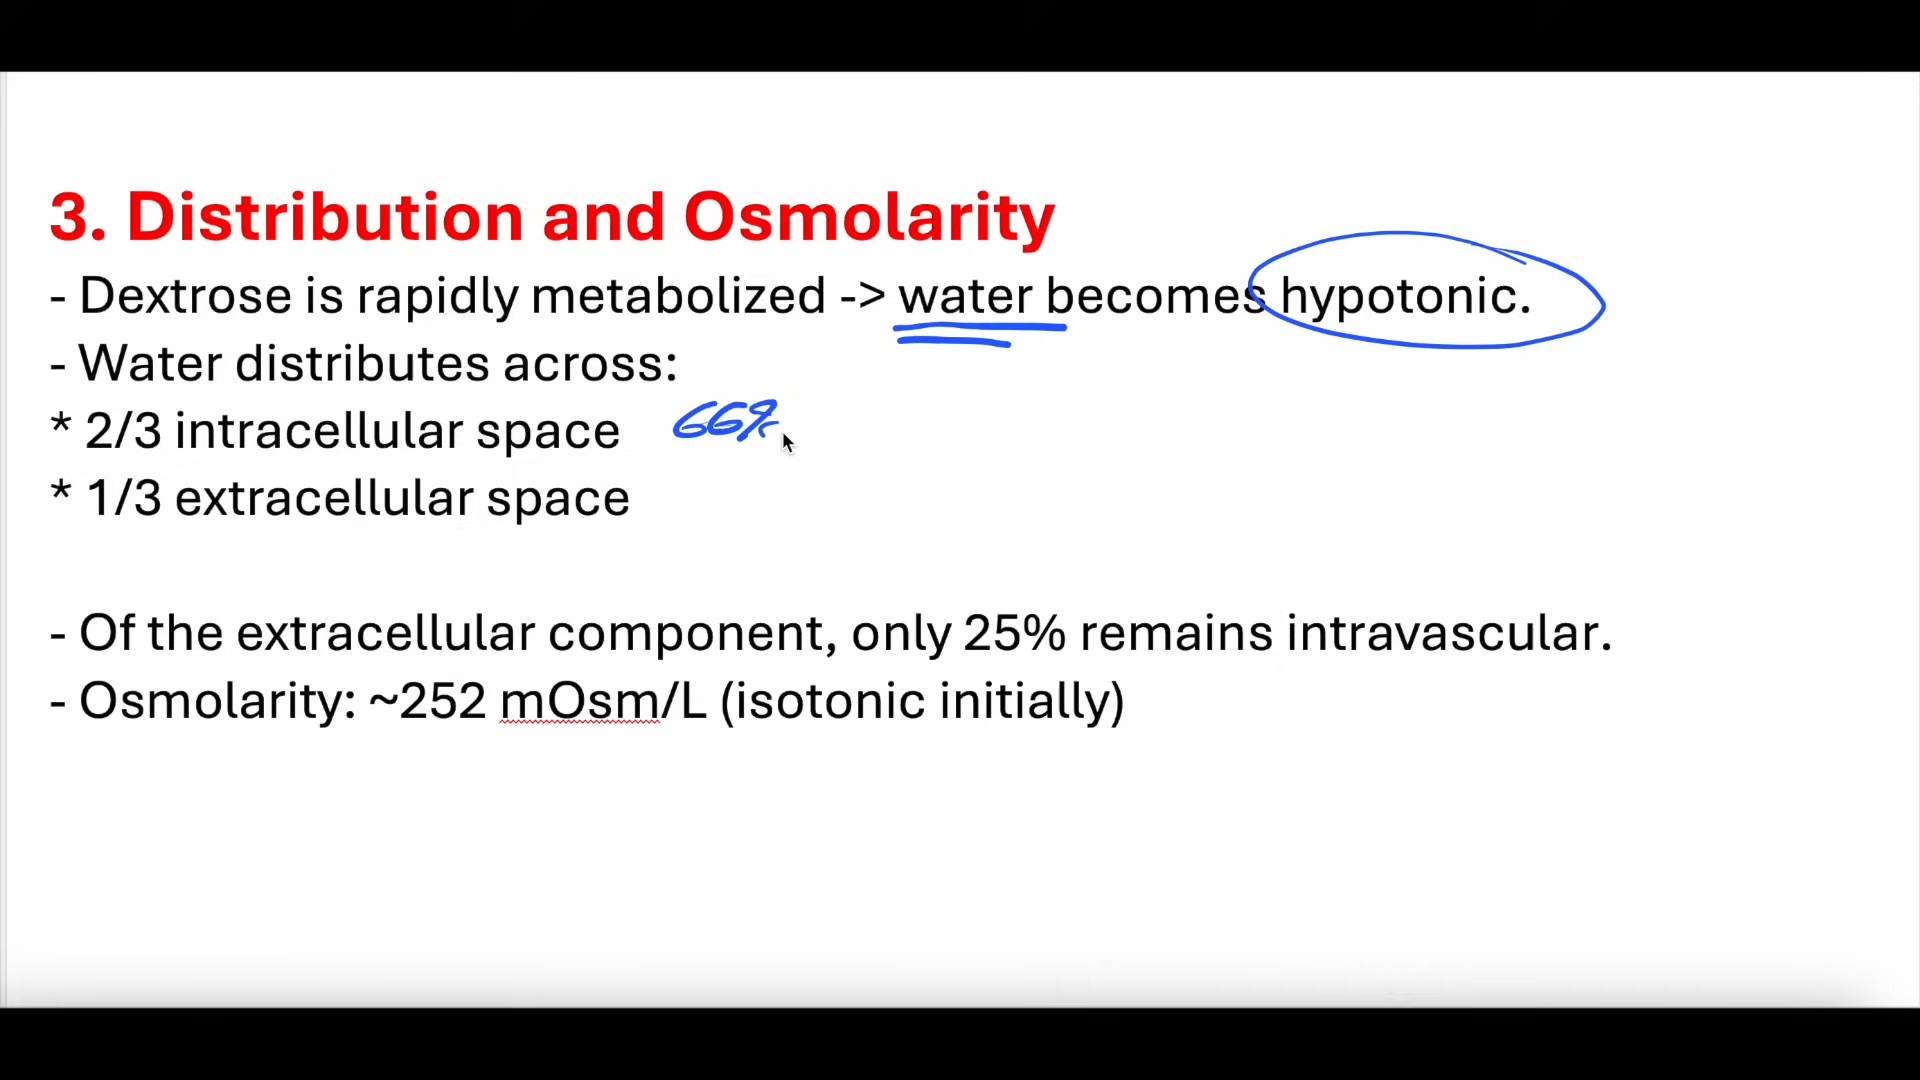 3. Distribution and Osmolarity
- Dextrose is rapidly metabolized -> water becomes hypotonic.
- Water distributes across:
* 2/3 intracellular space 66%
* 1/3 extracellular space
- Of the extracellular component, only 25% remains intravascular.
- Osmolarity: ~252 mOsm/L (isotonic initially)